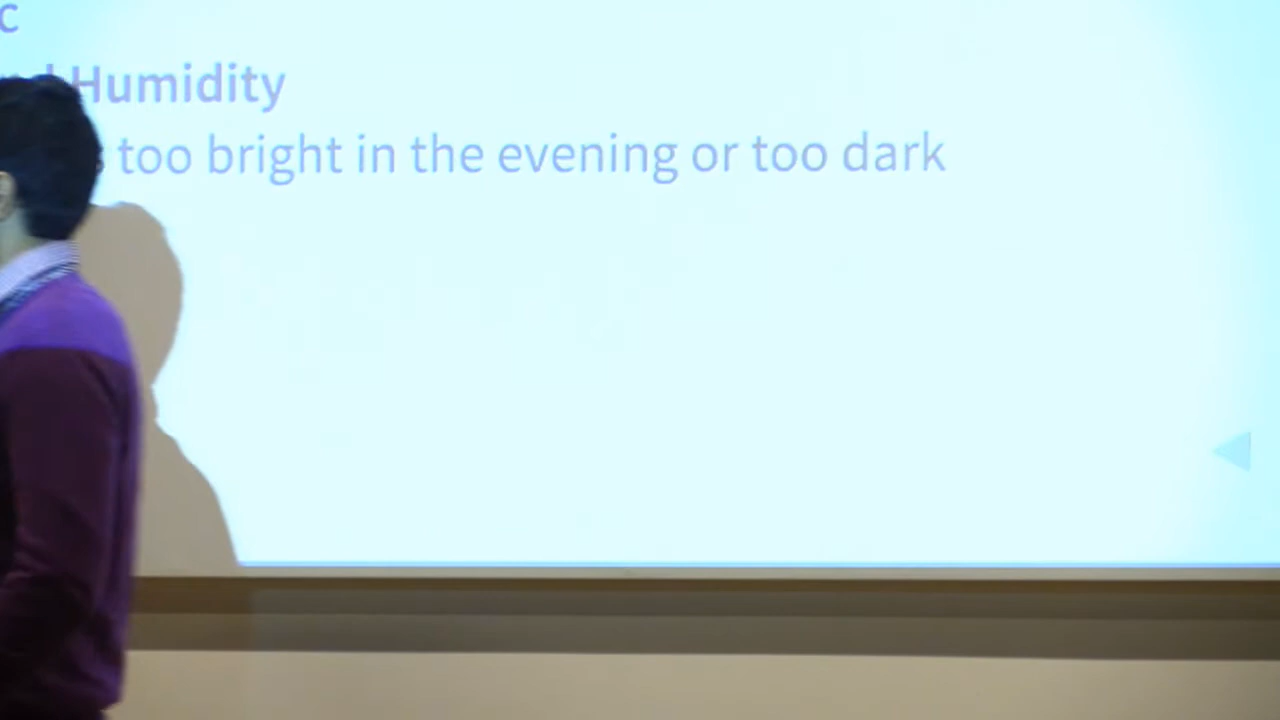 c
Humidity
too bright in the evening or too dark